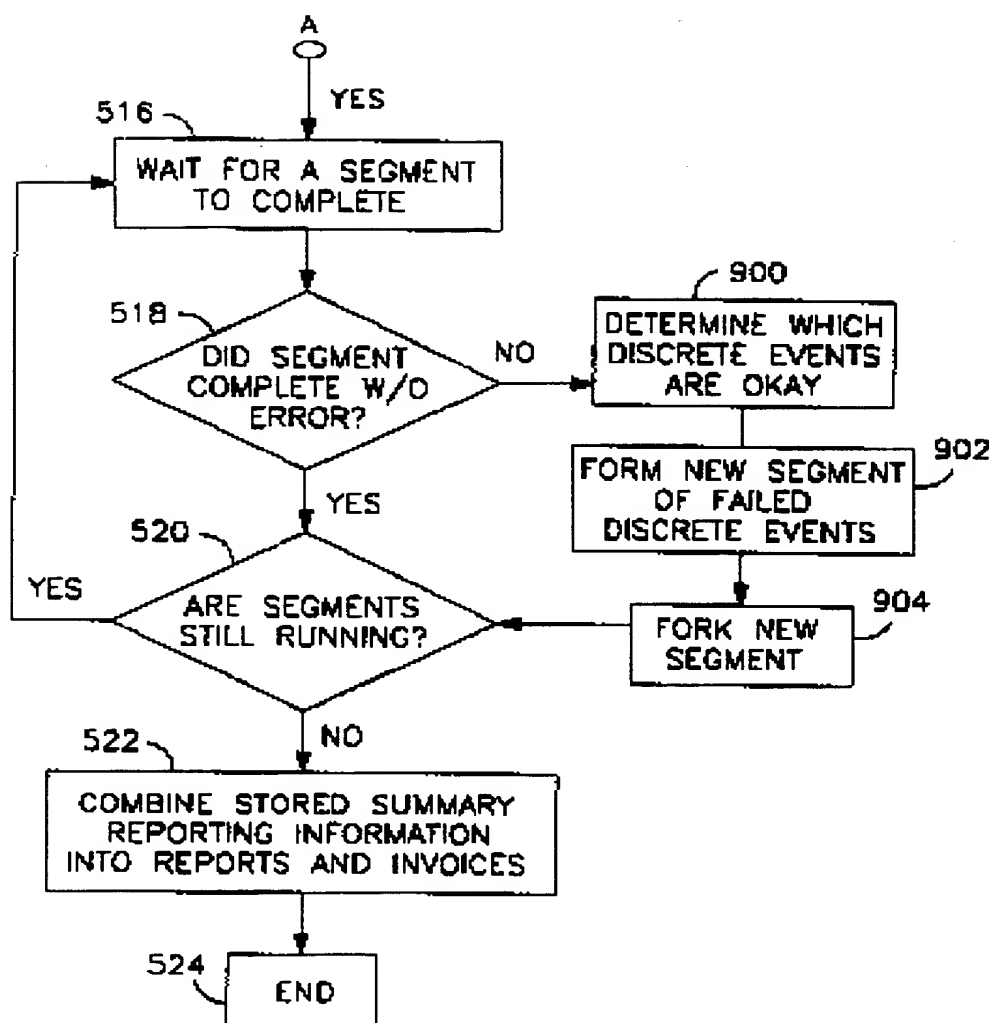 A
YES
516
WAIT FOR A SEGMENT
TO COMPLETE
518
DID SEGMENT
COMPLETE W/O
ERROR?
NO
900
DETERMINE WHICH
DISCRETE EVENTS
ARE OKAY
902
FORM NEW SEGMENT
OF FAILED
DISCRETE EVENTS
904
FORK NEW
SEGMENT
YES
520
YES
ARE SEGMENTS
STILL RUNNING?
NO
522
COMBINE STORED SUMMARY
REPORTING INFORMATION
INTO REPORTS AND INVOICES
524
END